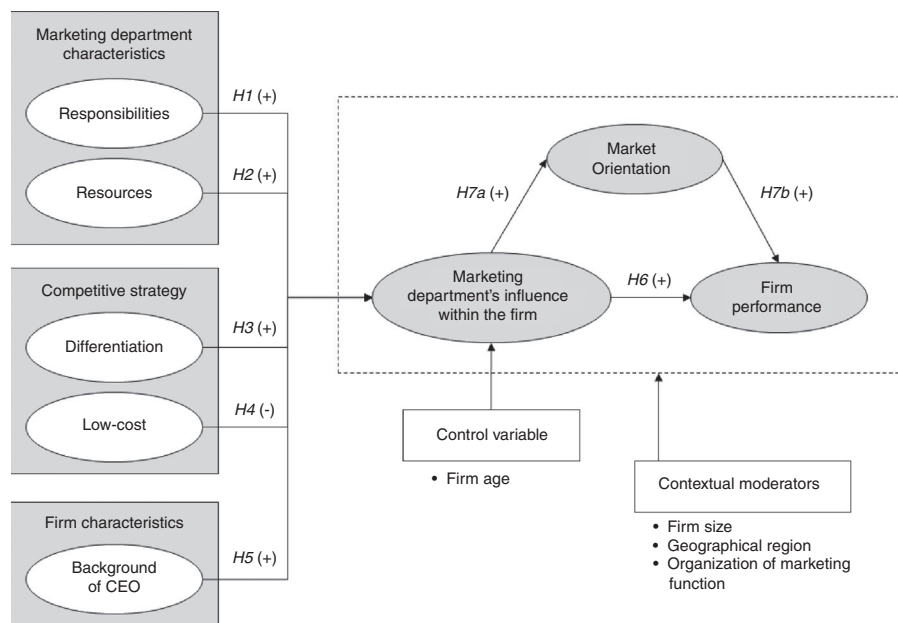 Marketing department
characteristics
Responsibilities
H1 (+)
Resources
H2 (+)
Competitive strategy
Differentiation
H3 (+)
Low-cost
H4 (-)
Firm characteristics
Background
of CEO
H5 (+)
Market
Orientation
H7a (+)
H7b (+)
Marketing
department's influence
within the firm
H6 (+)
Firm
performance
Control variable
• Firm age
Contextual moderators
• Firm size
• Geographical region
• Organization of marketing
function